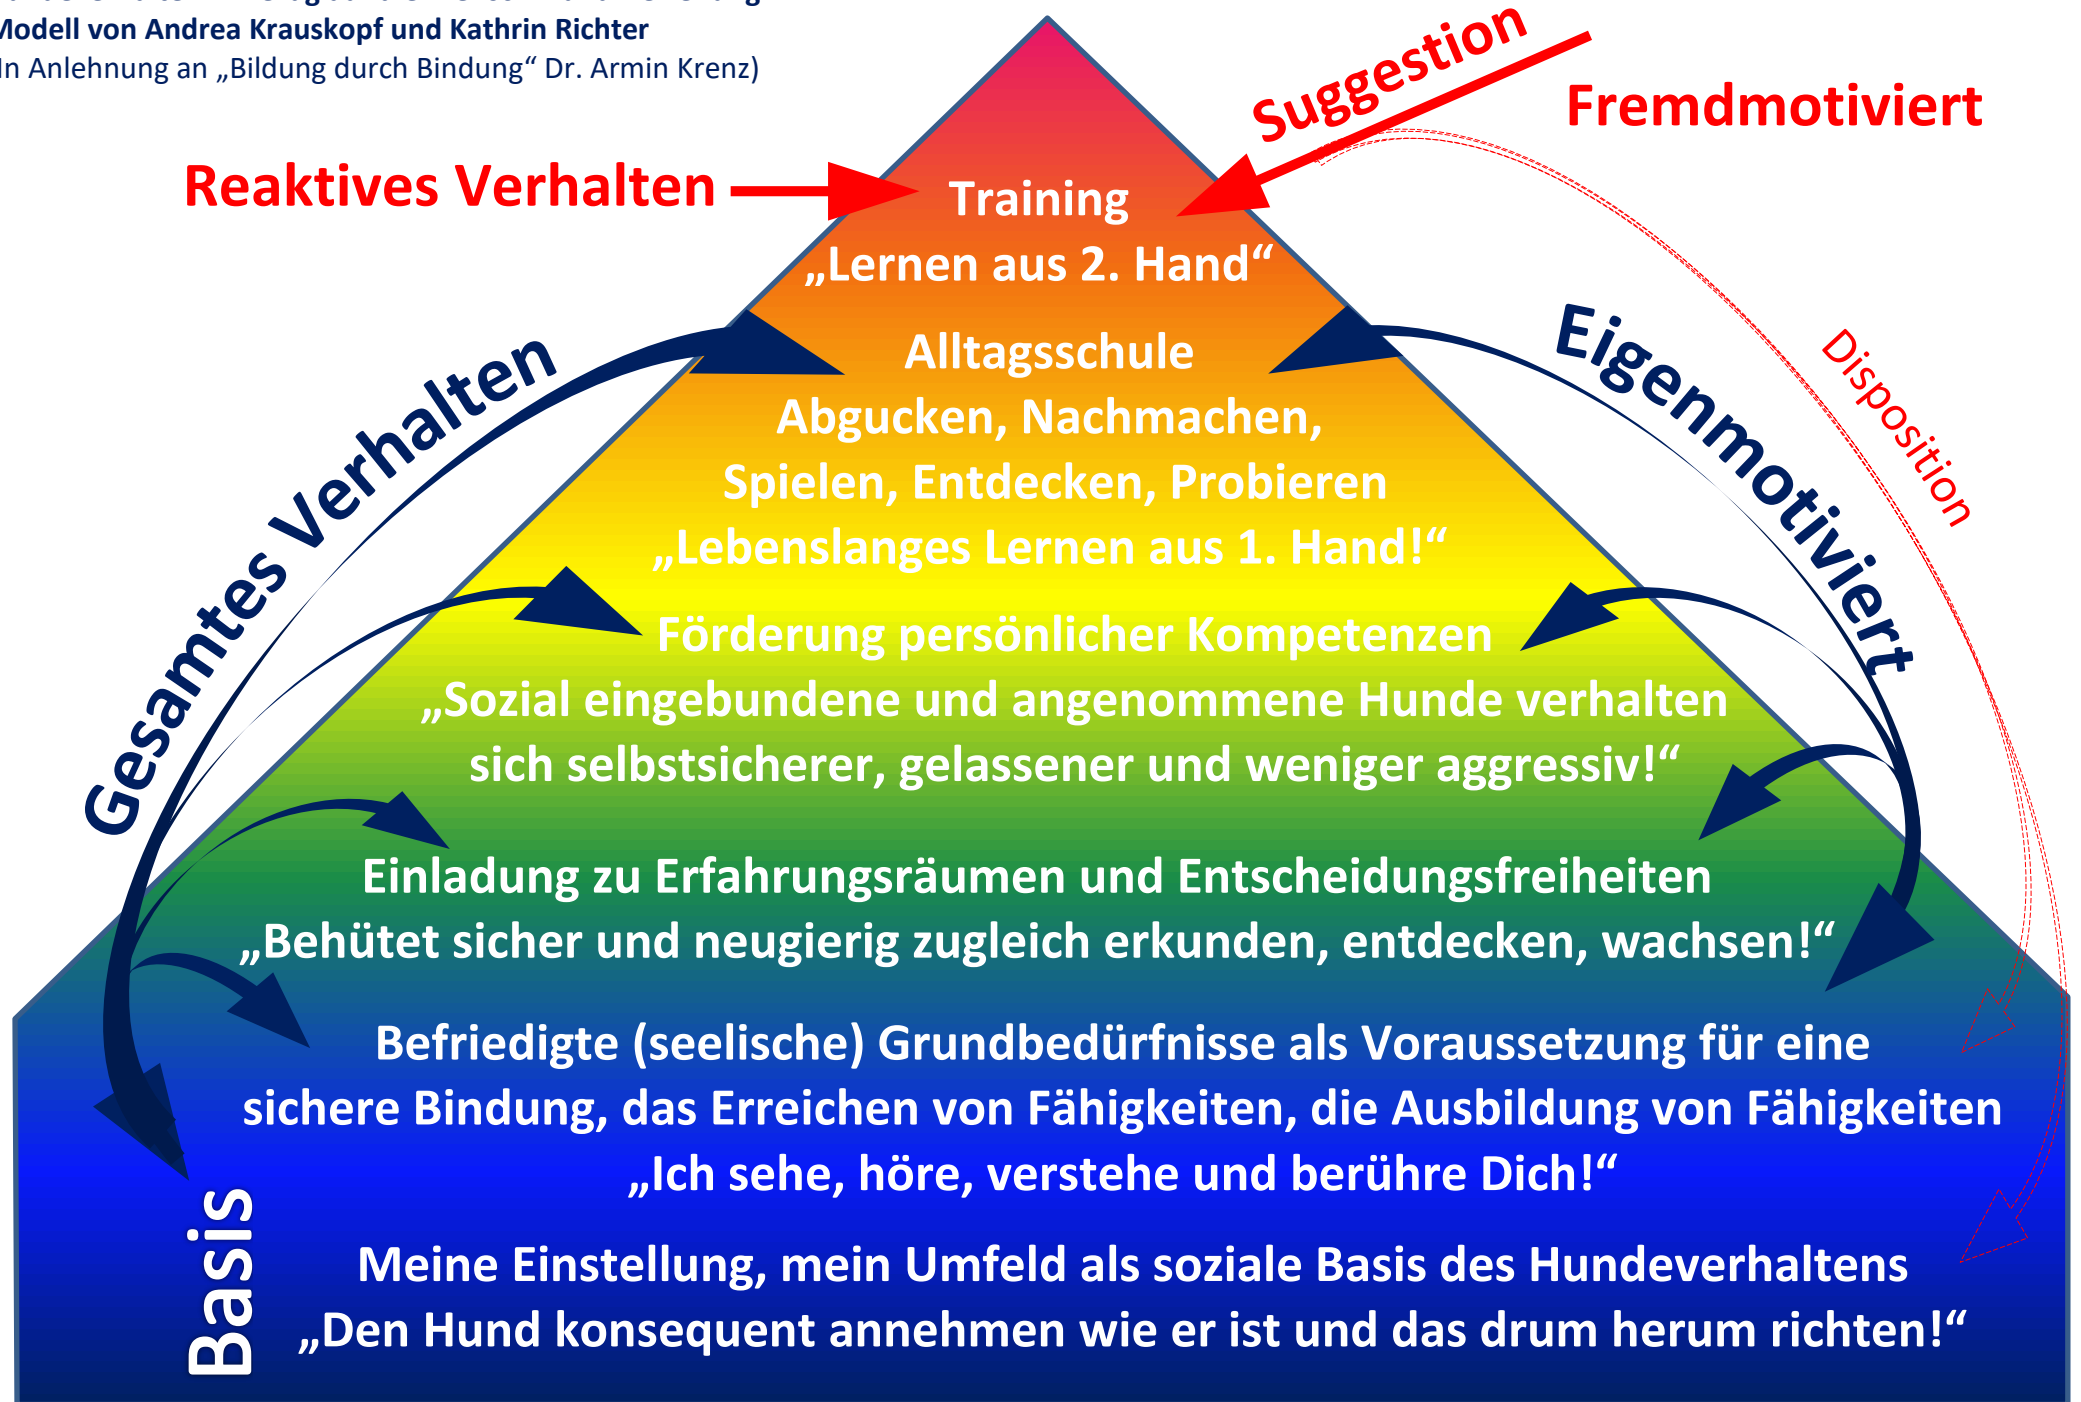 Modell von Andrea Krauskopf und Kathrin Richter
In Anlehnung an „Bildung durch Bindung“ Dr. Armin Krenz)
Suggestion
Fremdmotiviert
Reaktives Verhalten
Training
„Lernen aus 2. Hand“
Gesamtes Verhalten
Eigenmotiviert
Disposition
Alltagsschule
Abgucken, Nachmachen,
Spielen, Entdecken, Probieren
„Lebenslanges Lernen aus 1. Hand!“
Förderung persönlicher Kompetenzen
„Sozial eingebundene und angenommene Hunde verhalten
sich selbstsicherer, gelassener und weniger aggressiv!“
Einladung zu Erfahrungsräumen und Entscheidungsfreiheiten
„Behütet sicher und neugierig zugleich erkunden, entdecken, wachsen!“
Befriedigte (seelische) Grundbedürfnisse als Voraussetzung für eine
sichere Bindung, das Erreichen von Fähigkeiten, die Ausbildung von Fähigkeiten
„Ich sehe, höre, verstehe und berühre Dich!“
Basis
Meine Einstellung, mein Umfeld als soziale Basis des Hundeverhaltens
„Den Hund konsequent annehmen wie er ist und das drum herum richten!“